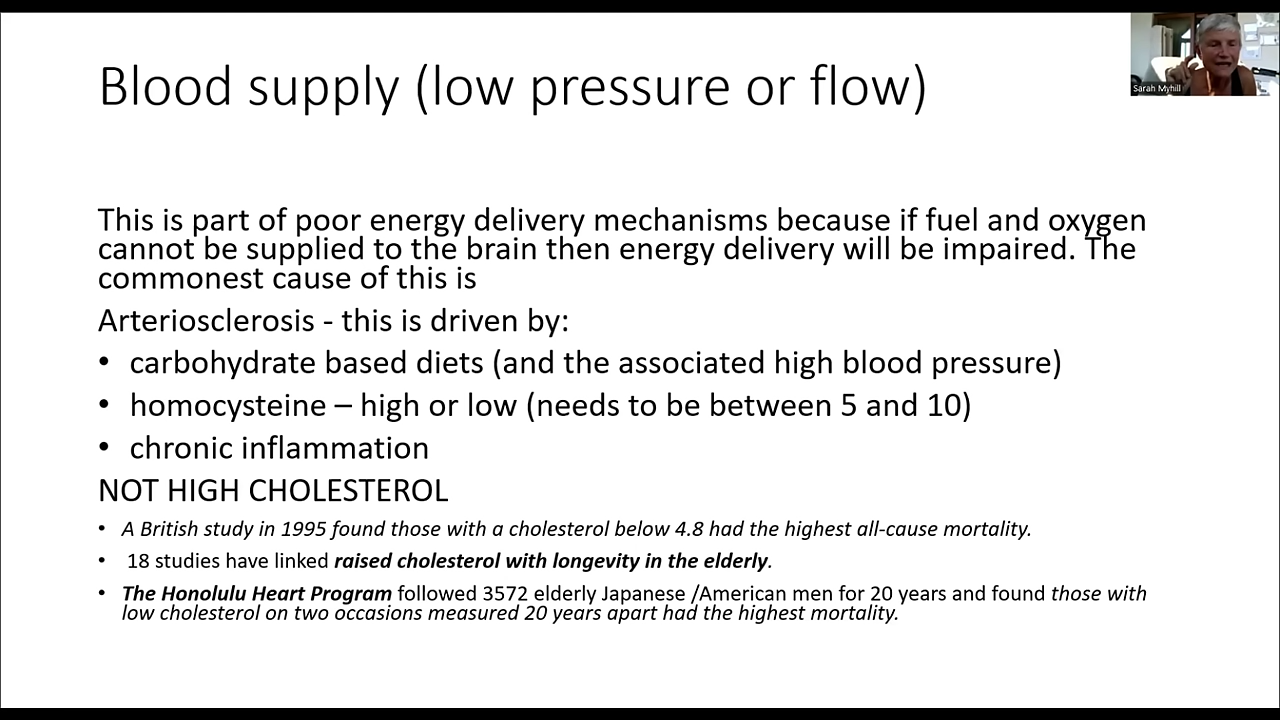 Blood supply (low pressure or flow)
Sarah Myhill
This is part of poor energy delivery mechanisms because if fuel and oxygen
cannot be supplied to the brain then energy delivery will be impaired. The
commonest cause of this is
Arteriosclerosis - this is driven by:
• carbohydrate based diets (and the associated high blood pressure)
• homocysteine – high or low (needs to be between 5 and 10)
• chronic inflammation
NOT HIGH CHOLESTEROL
• A British study in 1995 found those with a cholesterol below 4.8 had the highest all-cause mortality.
• 18 studies have linked raised cholesterol with longevity in the elderly.
• The Honolulu Heart Program followed 3572 elderly Japanese /American men for 20 years and found those with
low cholesterol on two occasions measured 20 years apart had the highest mortality.